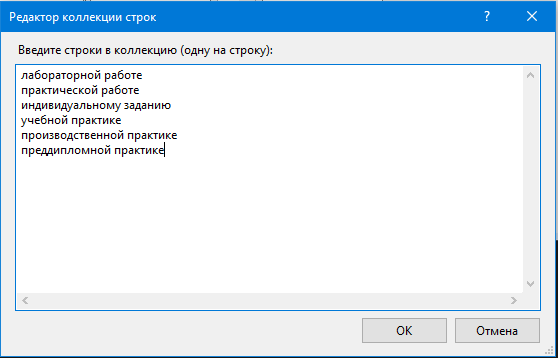 Редактор коллекции строк
Введите строки в коллекцию (одну на строку):
лабораторной работе
практической работе
индивидуальному заданию
учебной практике
производственной практике
преддипломной практике
ОК
Отмена